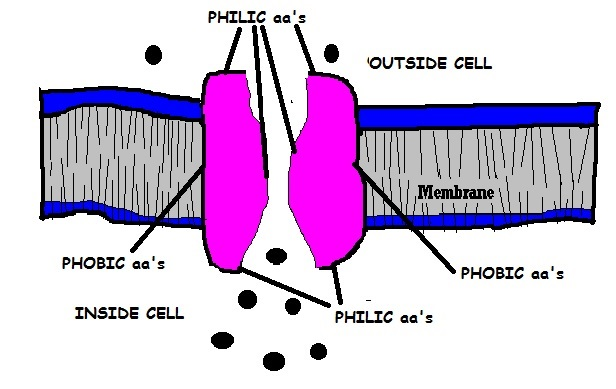 PHILIC aa's
'OUTSIDE CELL
Membrane
PHOBIC aa's
PHOBIC aa's
INSIDE CELL
PHILIC aa's